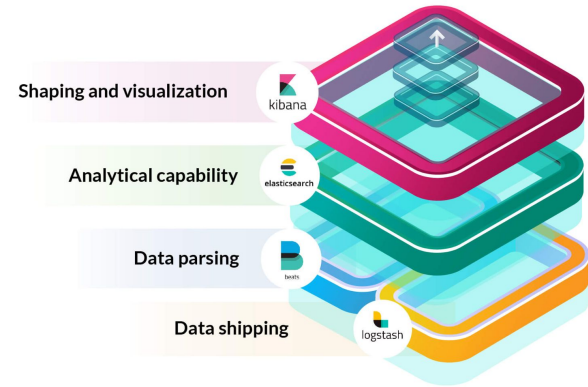 Shaping and visualization
kibana
Analytical capability
elasticsearch
Data parsing
beats
Data shipping
logstash